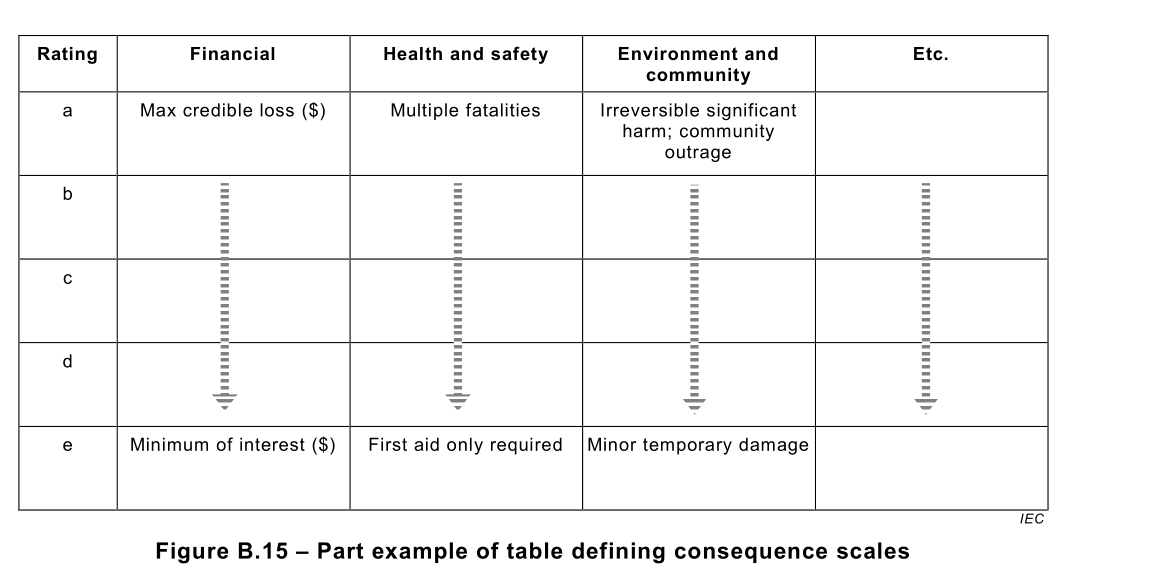 Rating Financial Health and safety Environment and Etc.
community
a Max credible loss ($) Multiple fatalities Irreversible significant
harm; community
outrage
b
c
d
e Minimum of interest ($) First aid only required Minor temporary damage
IEC
Figure B.15 – Part example of table defining consequence scales